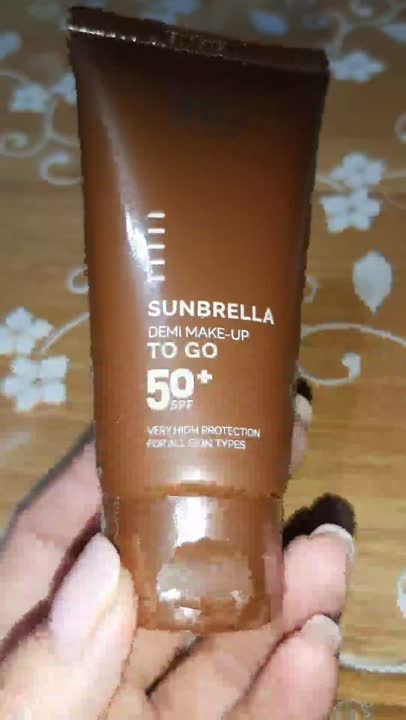 SUNBRELLA
DEMI MAKE-UP
TO GO
50+
SPF
VERY HIGH PROTECTION
FOR ALL SKIN TYPES